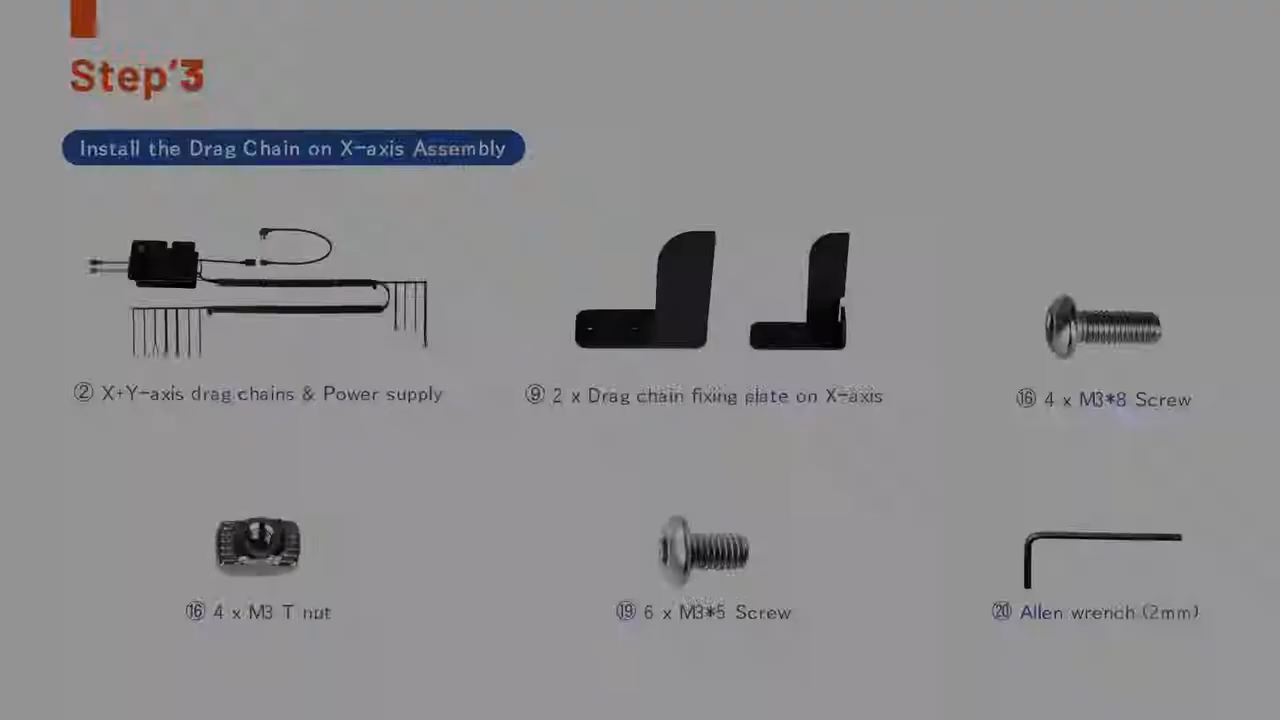 Step'3
Install the Drag Chain on X-axis Assembly
② X+Y-axis drag chains & Power supply
⑨ 2 x Drag chain fixing plate on X-axis
⑯ 4 x M3*8 Screw
⑯ 4 x M3 T nut
⑲ 6 x M3*5 Screw
⑳ Allen wrench (2mm)